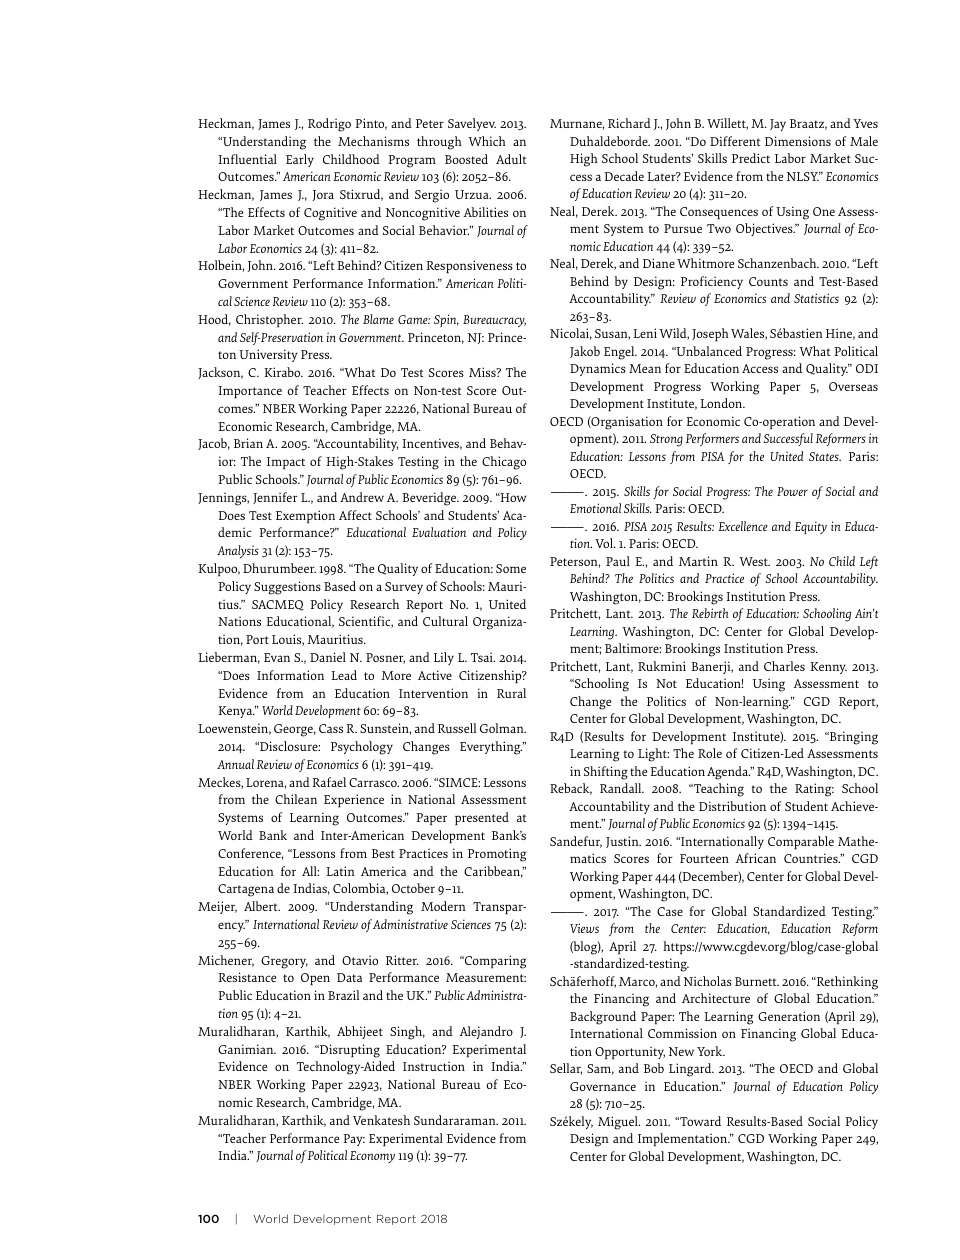 Heckman, James J., Rodrigo Pinto, and Peter Savelyev. 2013.
“Understanding the Mechanisms through Which an
Influential Early Childhood Program Boosted Adult
Outcomes.” American Economic Review 103 (6): 2052–86.
Heckman, James J., Jora Stixrud, and Sergio Urzua. 2006.
“The Effects of Cognitive and Noncognitive Abilities on
Labor Market Outcomes and Social Behavior.” Journal of
Labor Economics 24 (3): 411–82.
Holbein, John. 2016. “Left Behind? Citizen Responsiveness to
Government Performance Information.” American Politi-
cal Science Review 110 (2): 353–68.
Hood, Christopher. 2010. The Blame Game: Spin, Bureaucracy,
and Self-Preservation in Government. Princeton, NJ: Prince-
ton University Press.
Jackson, C. Kirabo. 2016. “What Do Test Scores Miss? The
Importance of Teacher Effects on Non-test Score Out-
comes.” NBER Working Paper 22226, National Bureau of
Economic Research, Cambridge, MA.
Jacob, Brian A. 2005. “Accountability, Incentives, and Behav-
ior: The Impact of High-Stakes Testing in the Chicago
Public Schools.” Journal of Public Economics 89 (5): 761–96.
Jennings, Jennifer L., and Andrew A. Beveridge. 2009. “How
Does Test Exemption Affect Schools’ and Students’ Aca-
demic Performance?” Educational Evaluation and Policy
Analysis 31 (2): 153–75.
Kulpoo, Dhurumbeer. 1998. “The Quality of Education: Some
Policy Suggestions Based on a Survey of Schools: Mauri-
tius.” SACMEQ Policy Research Report No. 1, United
Nations Educational, Scientific, and Cultural Organiza-
tion, Port Louis, Mauritius.
Lieberman, Evan S., Daniel N. Posner, and Lily L. Tsai. 2014.
“Does Information Lead to More Active Citizenship?
Evidence from an Education Intervention in Rural
Kenya.” World Development 60: 69–83.
Loewenstein, George, Cass R. Sunstein, and Russell Golman.
2014. “Disclosure: Psychology Changes Everything.”
Annual Review of Economics 6 (1): 391–419.
Meckes, Lorena, and Rafael Carrasco. 2006. “SIMCE: Lessons
from the Chilean Experience in National Assessment
Systems of Learning Outcomes.” Paper presented at
World Bank and Inter-American Development Bank’s
Conference, “Lessons from Best Practices in Promoting
Education for All: Latin America and the Caribbean,”
Cartagena de Indias, Colombia, October 9–11.
Meijer, Albert. 2009. “Understanding Modern Transpar-
ency.” International Review of Administrative Sciences 75 (2):
255–69.
Michener, Gregory, and Otavio Ritter. 2016. “Comparing
Resistance to Open Data Performance Measurement:
Public Education in Brazil and the UK.” Public Administra-
tion 95 (1): 4–21.
Muralidharan, Karthik, Abhijeet Singh, and Alejandro J.
Ganimian. 2016. “Disrupting Education? Experimental
Evidence on Technology-Aided Instruction in India.”
NBER Working Paper 22923, National Bureau of Eco-
nomic Research, Cambridge, MA.
Muralidharan, Karthik, and Venkatesh Sundararaman. 2011.
“Teacher Performance Pay: Experimental Evidence from
India.” Journal of Political Economy 119 (1): 39–77.
Murnane, Richard J., John B. Willett, M. Jay Braatz, and Yves
Duhaldeborde. 2001. “Do Different Dimensions of Male
High School Students’ Skills Predict Labor Market Suc-
cess a Decade Later? Evidence from the NLSY.” Economics
of Education Review 20 (4): 311–20.
Neal, Derek. 2013. “The Consequences of Using One Assess-
ment System to Pursue Two Objectives.” Journal of Eco-
nomic Education 44 (4): 339–52.
Neal, Derek, and Diane Whitmore Schanzenbach. 2010. “Left
Behind by Design: Proficiency Counts and Test-Based
Accountability.” Review of Economics and Statistics 92 (2):
263–83.
Nicolai, Susan, Leni Wild, Joseph Wales, Sébastien Hine, and
Jakob Engel. 2014. “Unbalanced Progress: What Political
Dynamics Mean for Education Access and Quality.” ODI
Development Progress Working Paper 5, Overseas
Development Institute, London.
OECD (Organisation for Economic Co-operation and Devel-
opment). 2011. Strong Performers and Successful Reformers in
Education: Lessons from PISA for the United States. Paris:
OECD.
———. 2015. Skills for Social Progress: The Power of Social and
Emotional Skills. Paris: OECD.
———. 2016. PISA 2015 Results: Excellence and Equity in Educa-
tion. Vol. 1. Paris: OECD.
Peterson, Paul E., and Martin R. West. 2003. No Child Left
Behind? The Politics and Practice of School Accountability.
Washington, DC: Brookings Institution Press.
Pritchett, Lant. 2013. The Rebirth of Education: Schooling Ain’t
Learning. Washington, DC: Center for Global Develop-
ment; Baltimore: Brookings Institution Press.
Pritchett, Lant, Rukmini Banerji, and Charles Kenny. 2013.
“Schooling Is Not Education! Using Assessment to
Change the Politics of Non-learning.” CGD Report,
Center for Global Development, Washington, DC.
R4D (Results for Development Institute). 2015. “Bringing
Learning to Light: The Role of Citizen-Led Assessments
in Shifting the Education Agenda.” R4D, Washington, DC.
Reback, Randall. 2008. “Teaching to the Rating: School
Accountability and the Distribution of Student Achieve-
ment.” Journal of Public Economics 92 (5): 1394–1415.
Sandefur, Justin. 2016. “Internationally Comparable Mathe-
matics Scores for Fourteen African Countries.” CGD
Working Paper 444 (December), Center for Global Devel-
opment, Washington, DC.
———. 2017. “The Case for Global Standardized Testing.”
Views from the Center: Education, Education Reform
(blog), April 27. https://www.cgdev.org/blog/case-global
-standardized-testing.
Schäferhoff, Marco, and Nicholas Burnett. 2016. “Rethinking
the Financing and Architecture of Global Education.”
Background Paper: The Learning Generation (April 29),
International Commission on Financing Global Educa-
tion Opportunity, New York.
Sellar, Sam, and Bob Lingard. 2013. “The OECD and Global
Governance in Education.” Journal of Education Policy
28 (5): 710–25.
Székely, Miguel. 2011. “Toward Results-Based Social Policy
Design and Implementation.” CGD Working Paper 249,
Center for Global Development, Washington, DC.
100 | World Development Report 2018